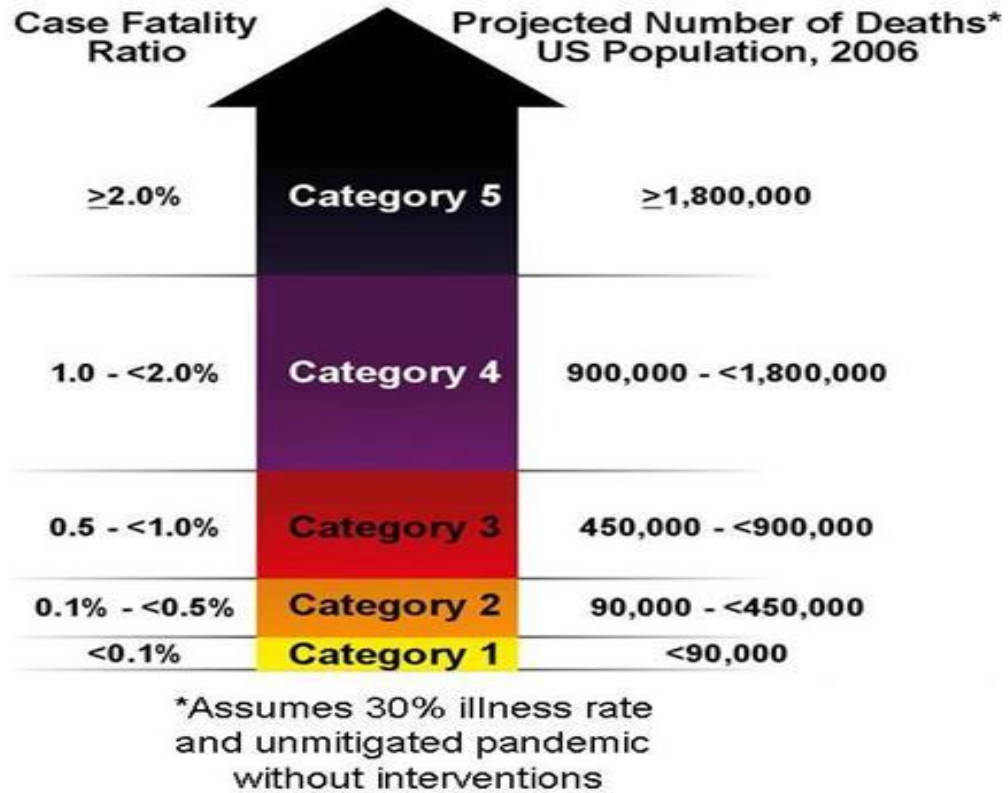 Case Fatality
Ratio
Projected Number of Deaths*
US Population, 2006
≥2.0%
Category 5
≥1,800,000
1.0 - <2.0%
Category 4
900,000 - <1,800,000
0.5 - <1.0%
Category 3
450,000 - <900,000
0.1% - <0.5%
Category 2
90,000 - <450,000
<0.1%
Category 1
<90,000
*Assumes 30% illness rate
and unmitigated pandemic
without interventions